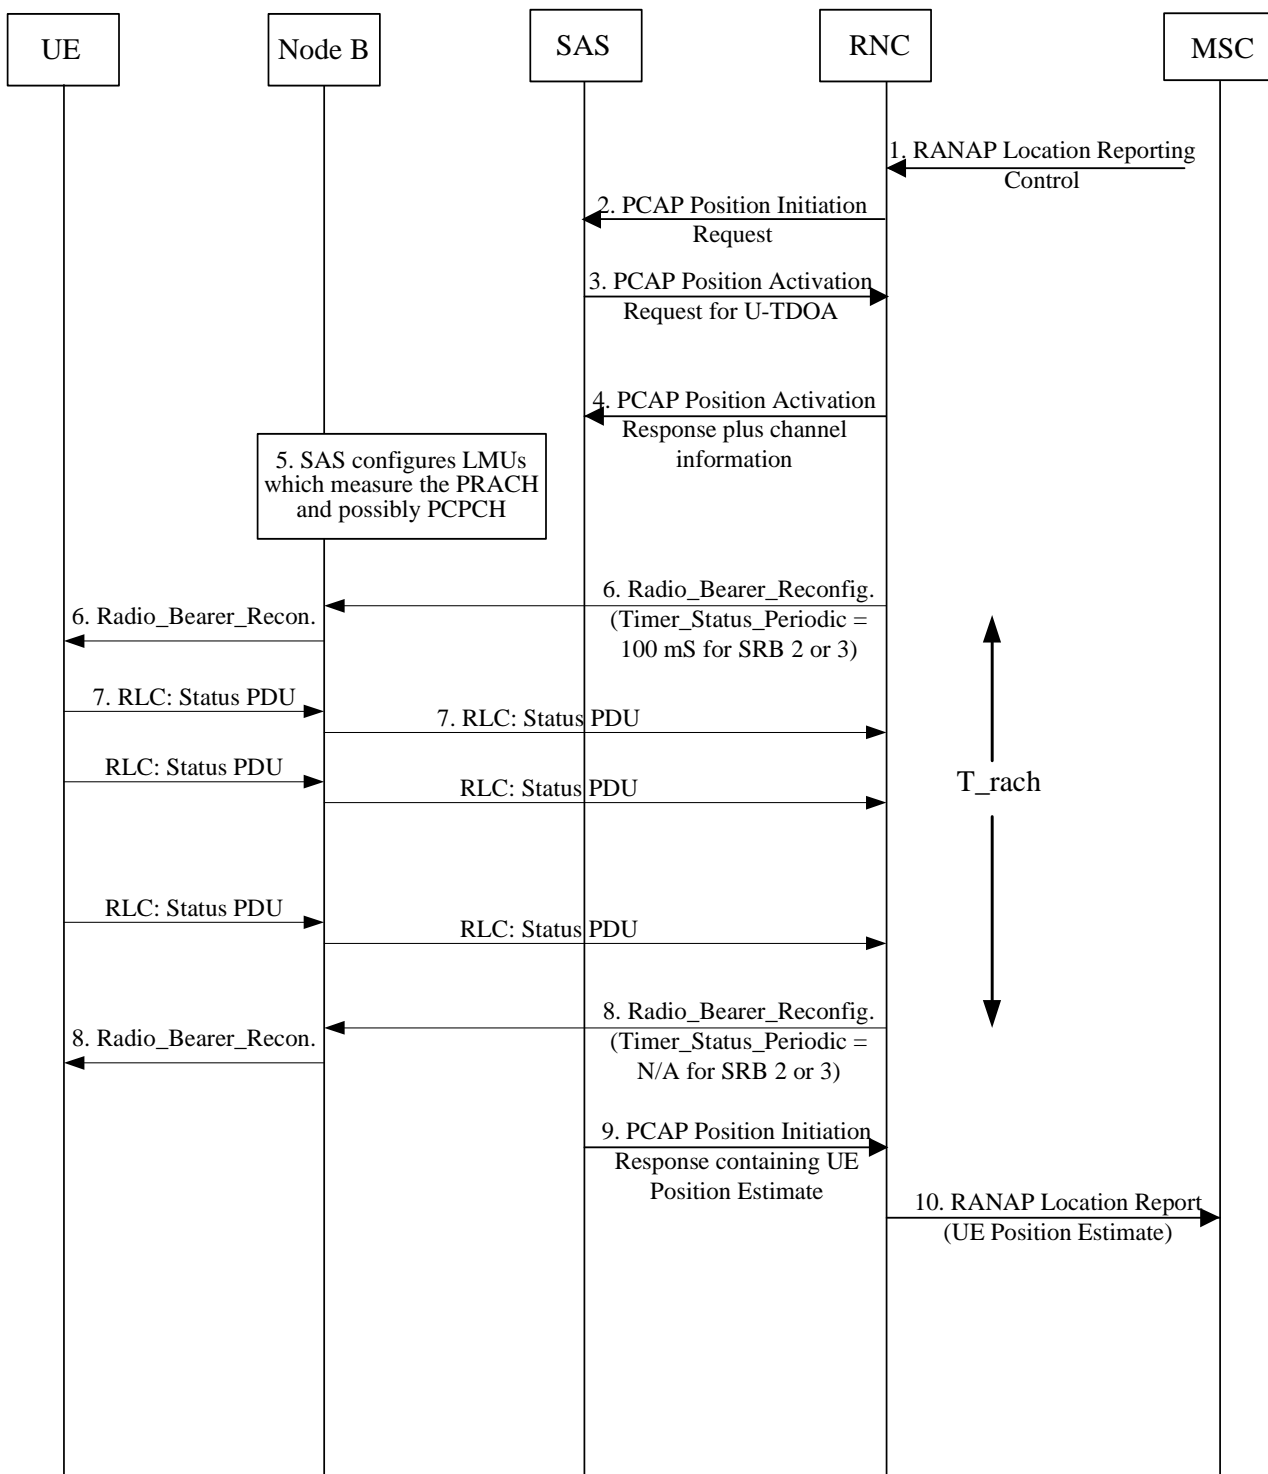 UE
Node B
SAS
RNC
MSC
1. RANAP Location Reporting
Control
2. PCAP Position Initiation
Request
3. PCAP Position Activation
Request for U-TDOA
4. PCAP Position Activation
Response plus channel
information
5. SAS configures LMUs
which measure the PRACH
and possibly PCPCH
6. Radio_Bearer_Reconfig.
(Timer_Status_Periodic =
100 mS for SRB 2 or 3)
6. Radio_Bearer_Recon.
7. RLC: Status PDU
7. RLC: Status PDU
RLC: Status PDU
RLC: Status PDU
T_rach
RLC: Status PDU
RLC: Status PDU
8. Radio_Bearer_Reconfig.
(Timer_Status_Periodic =
N/A for SRB 2 or 3)
8. Radio_Bearer_Recon.
9. PCAP Position Initiation
Response containing UE
Position Estimate
10. RANAP Location Report
(UE Position Estimate)